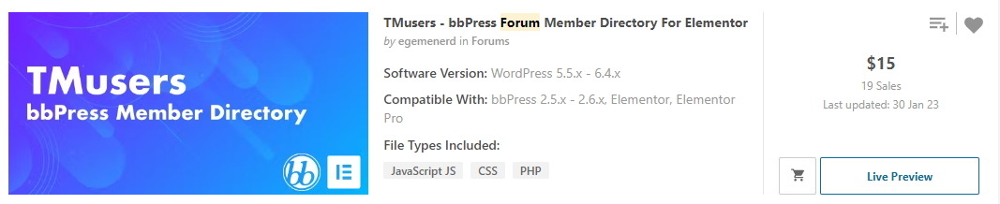 TMusers
bbPress Member Directory
bb
TMusers - bbPress Forum Member Directory For Elementor
by egemenerd in Forums
Software Version: WordPress 5.5.x - 6.4.x
Compatible With: bbPress 2.5.x - 2.6.x, Elementor, Elementor
Pro
File Types Included:
JavaScript JS CSS PHP
$15
19 Sales
Last updated: 30 Jan 23
Live Preview